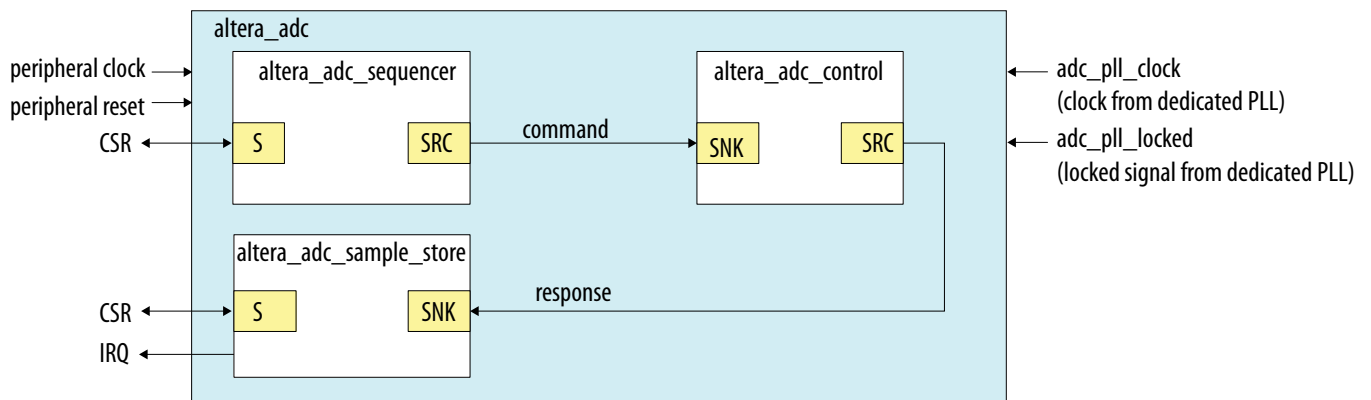 altera_adc
peripheral clock
peripheral reset
CSR
altera_adc_sequencer
S
SRC
command
altera_adc_control
SNK
SRC
adc_pll_clock
(clock from dedicated PLL)
adc_pll_locked
(locked signal from dedicated PLL)
altera_adc_sample_store
CSR
S
SNK
response
IRQ